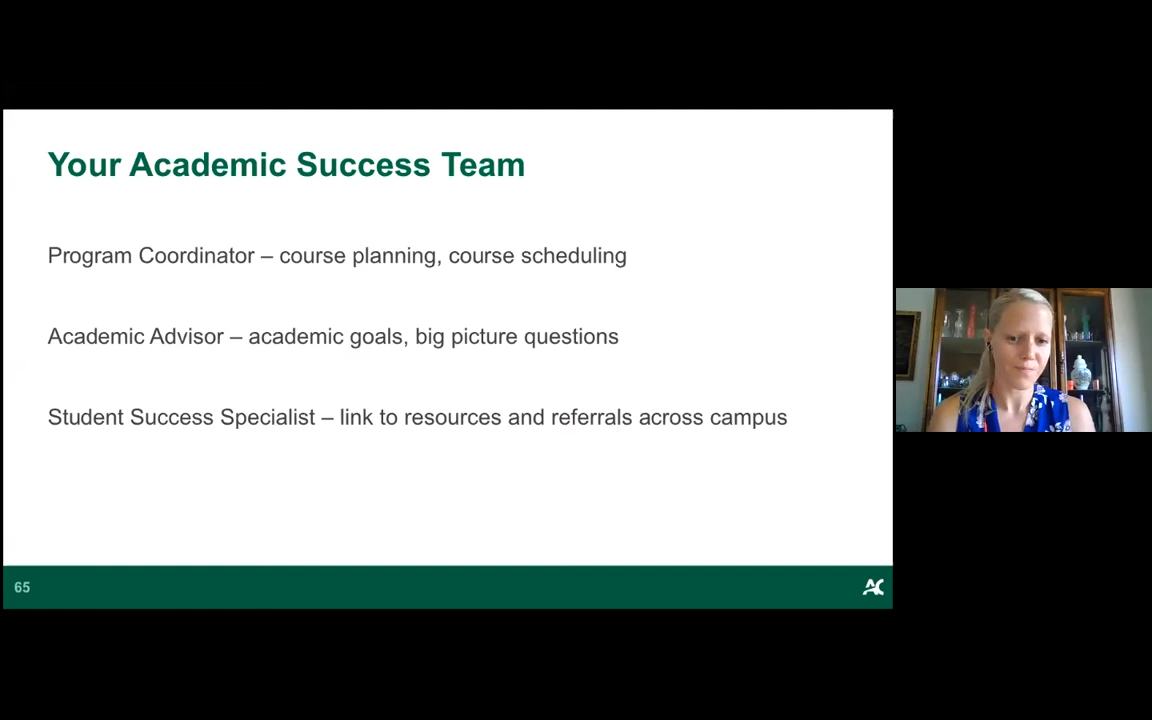 Your Academic Success Team
Program Coordinator – course planning, course scheduling
Academic Advisor – academic goals, big picture questions
Student Success Specialist – link to resources and referrals across campus
65
AC